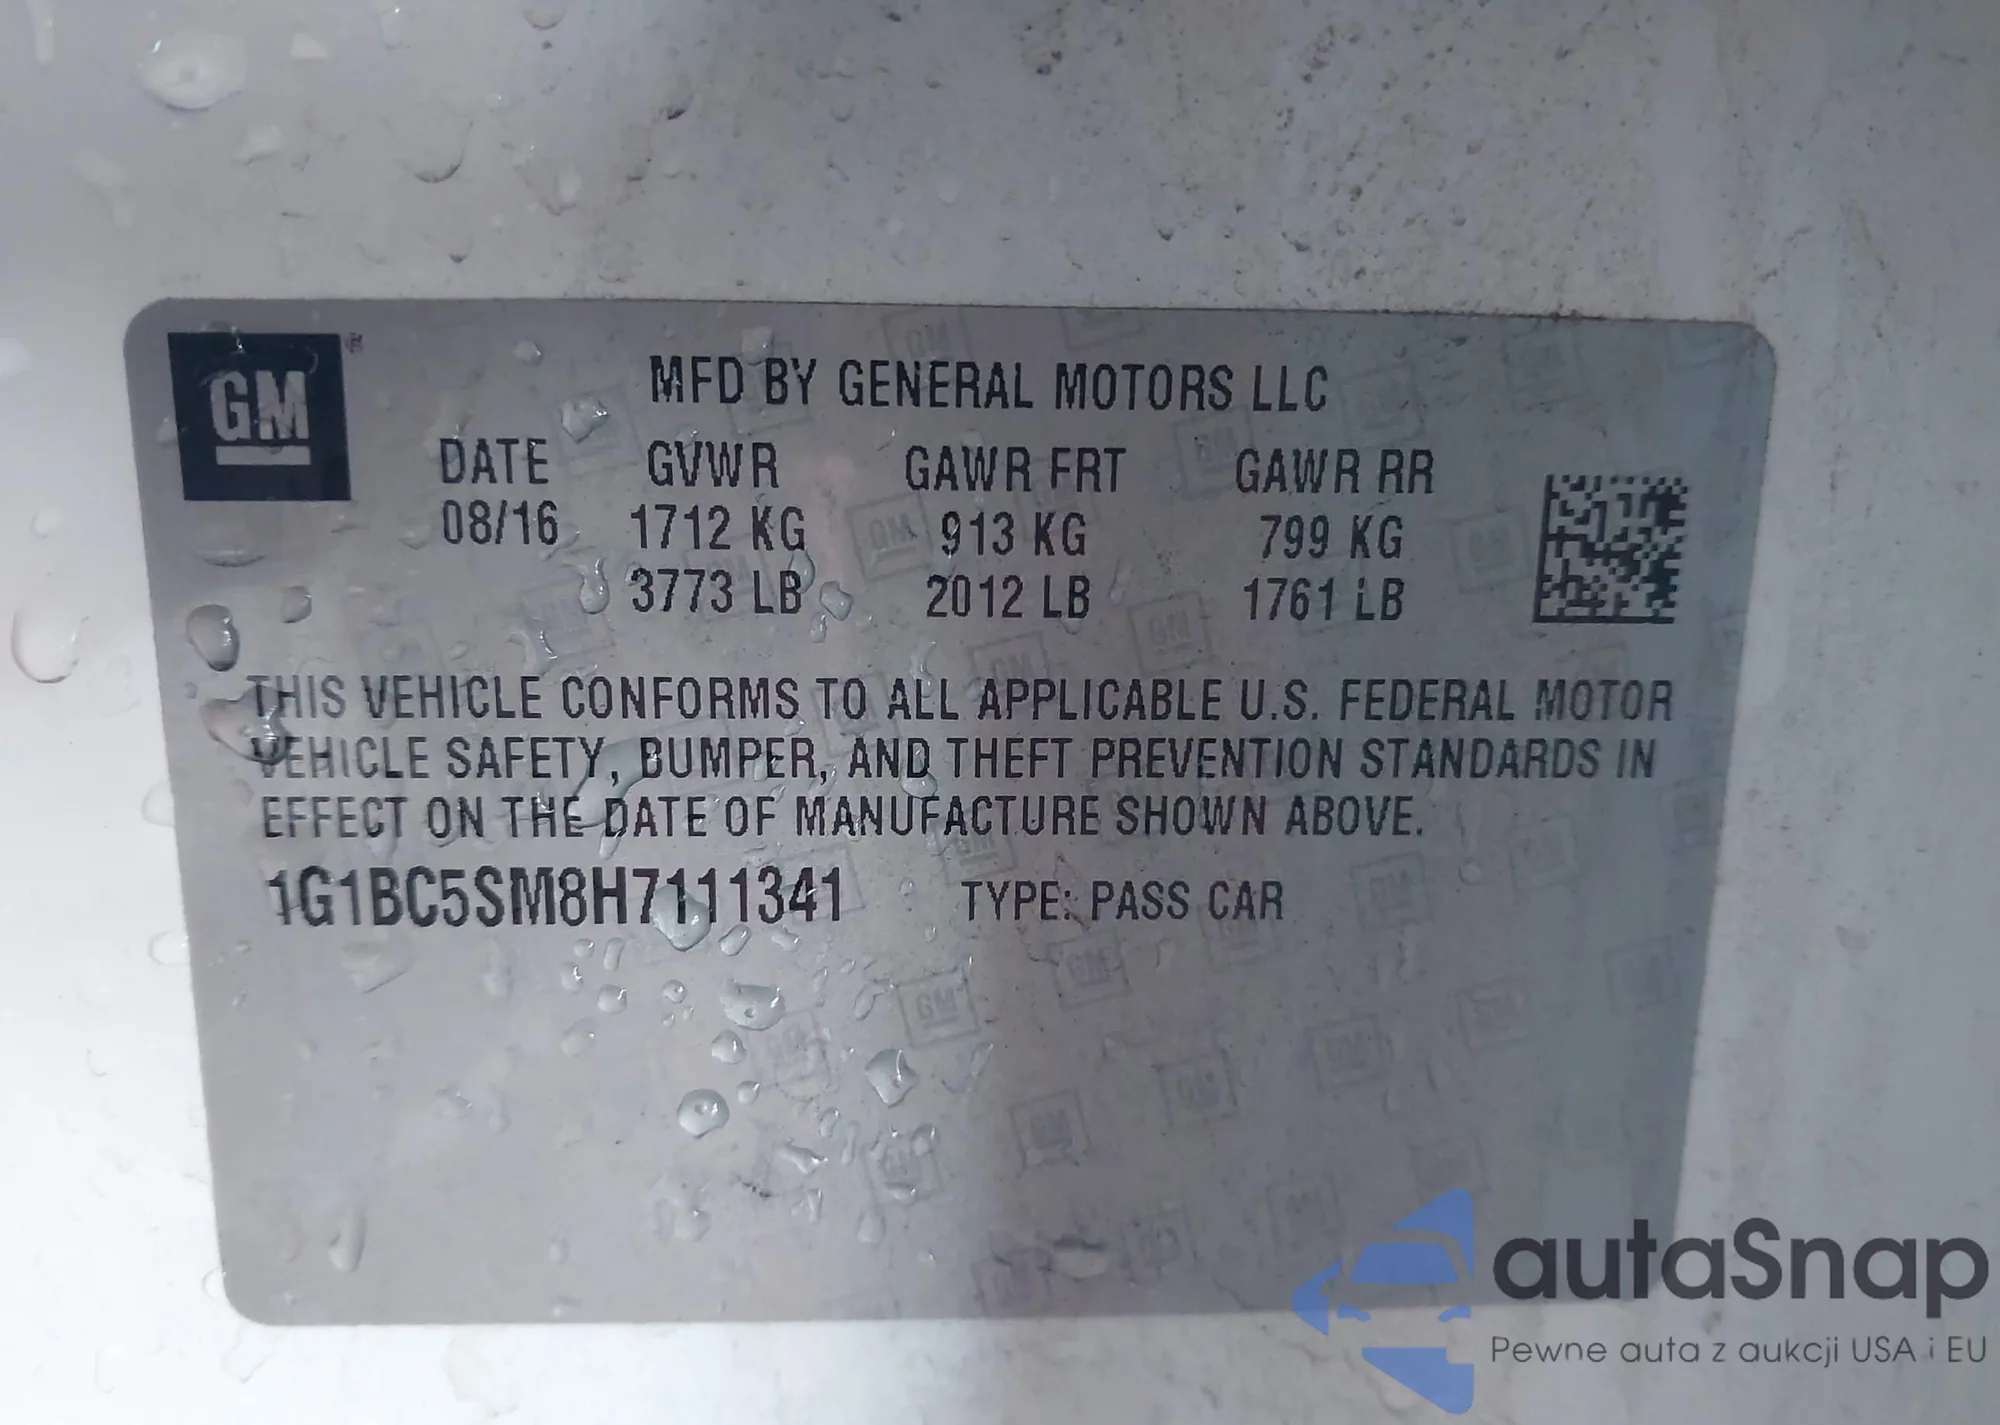 GM
MFD BY GENERAL MOTORS LLC
DATE GVWR GAWR FRT GAWR RR
08/16 1712 KG 913 KG 799 KG
3773 LB 2012 LB 1761 LB
THIS VEHICLE CONFORMS TO ALL APPLICABLE U.S. FEDERAL MOTOR
VEHICLE SAFETY, BUMPER, AND THEFT PREVENTION STANDARDS IN
EFFECT ON THE DATE OF MANUFACTURE SHOWN ABOVE.
1G1BC5SM8H7111341 TYPE: PASS CAR
autaSnap
Pewne auta z aukcji USA i EU